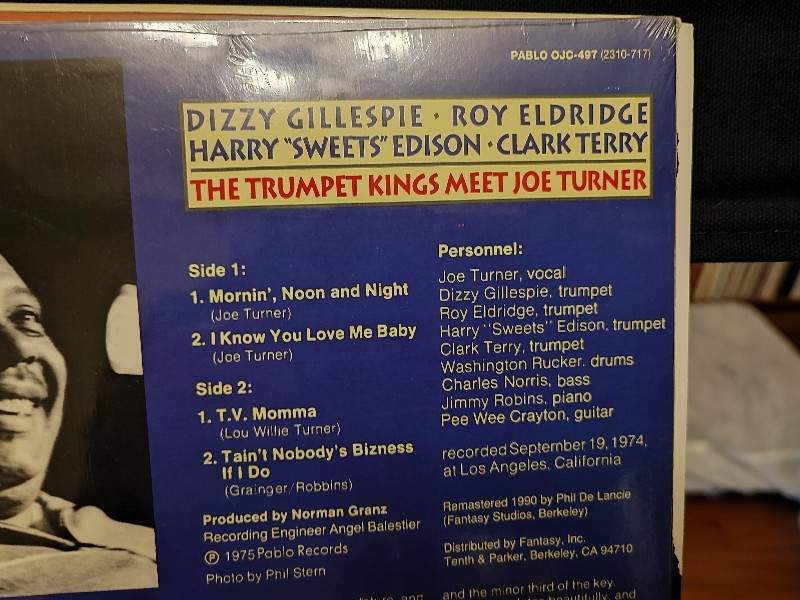 PABLO OJC-497 (2310-717)
DIZZY GILLESPIE · ROY ELDRIDGE
HARRY "SWEETS" EDISON · CLARK TERRY
THE TRUMPET KINGS MEET JOE TURNER
Side 1:
1. Mornin', Noon and Night
(Joe Turner)
2. I Know You Love Me Baby
(Joe Turner)
Side 2:
1. T.V. Momma
(Lou Willie Turner)
2. Tain't Nobody's Bizness
If I Do
(Grainger/Robbins)
Produced by Norman Granz
Recording Engineer Angel Balestier
℗ 1975 Pablo Records
Photo by Phil Stern
Personnel:
Joe Turner, vocal
Dizzy Gillespie, trumpet
Roy Eldridge, trumpet
Harry "Sweets" Edison, trumpet
Clark Terry, trumpet
Washington Rucker. drums
Charles Norris, bass
Jimmy Robins, piano
Pee Wee Crayton, guitar
recorded September 19, 1974,
at Los Angeles, California
Remastered 1990 by Phil De Lancie
(Fantasy Studios, Berkeley)
Distributed by Fantasy, Inc.
Tenth & Parker, Berkeley, CA 94710
and the minor third of the key.
beautifully, and